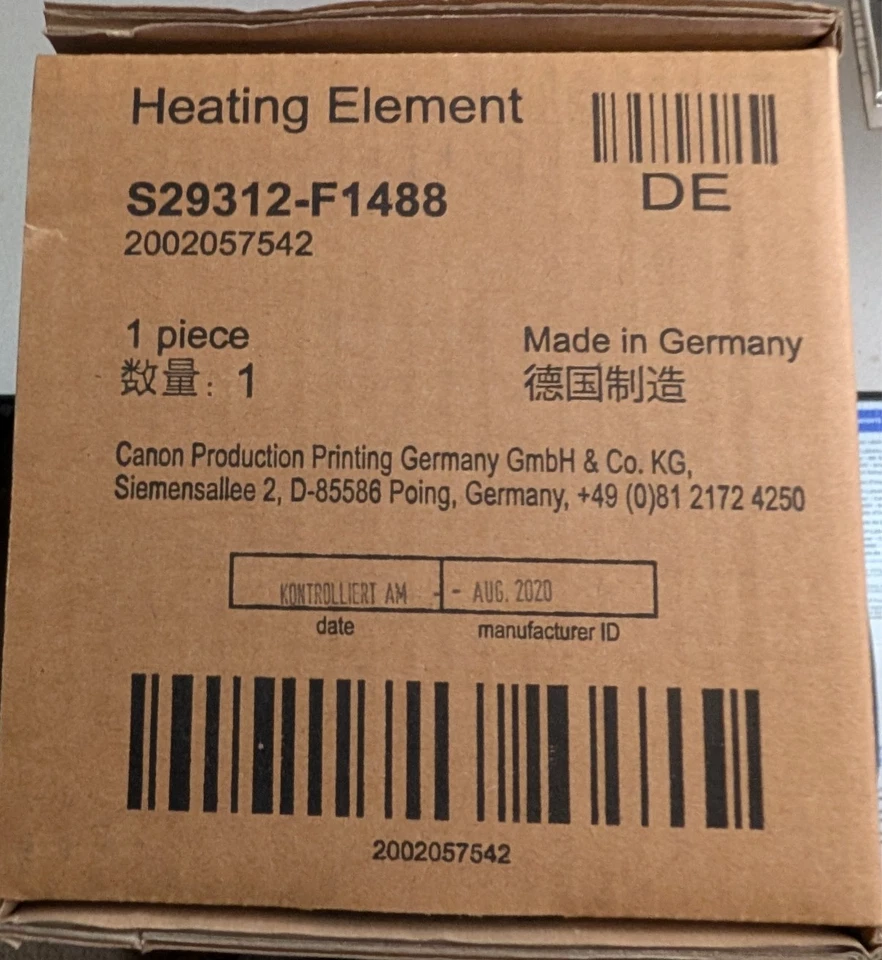 Heating Element
DE
S29312-F1488
2002057542
1 piece
数量：1
Made in Germany
德国制造
Canon Production Printing Germany GmbH & Co. KG,
Siemensallee 2, D-85586 Poing, Germany, +49 (0)81 2172 4250
KONTROLLIERT AM - - AUG. 2020
date
manufacturer ID
2002057542